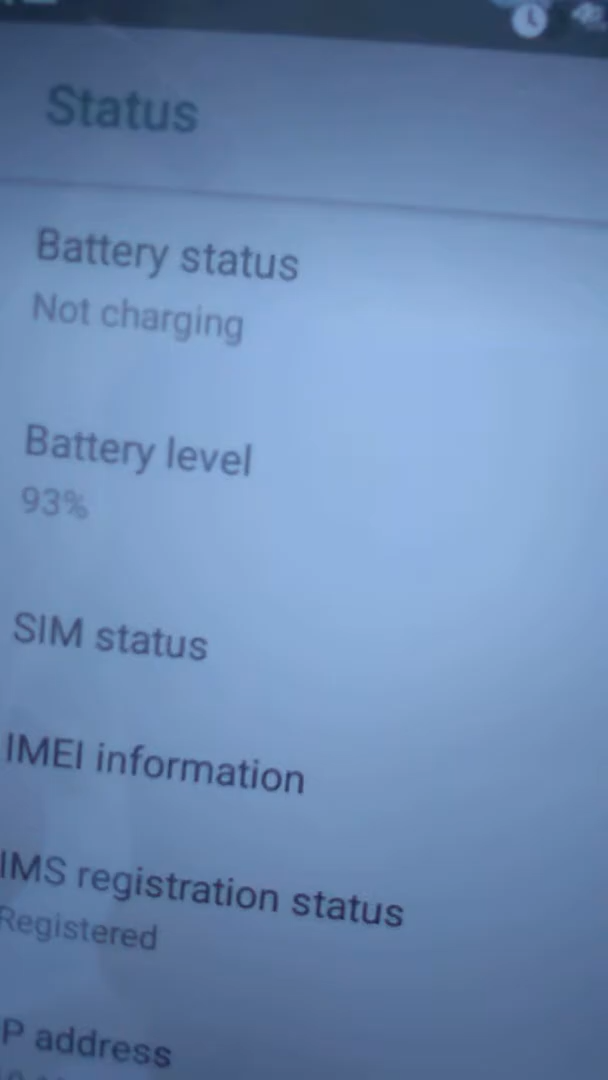 Status
Battery status
Not charging
Battery level
93%
SIM status
IMEI information
IMS registration status
Registered
P address